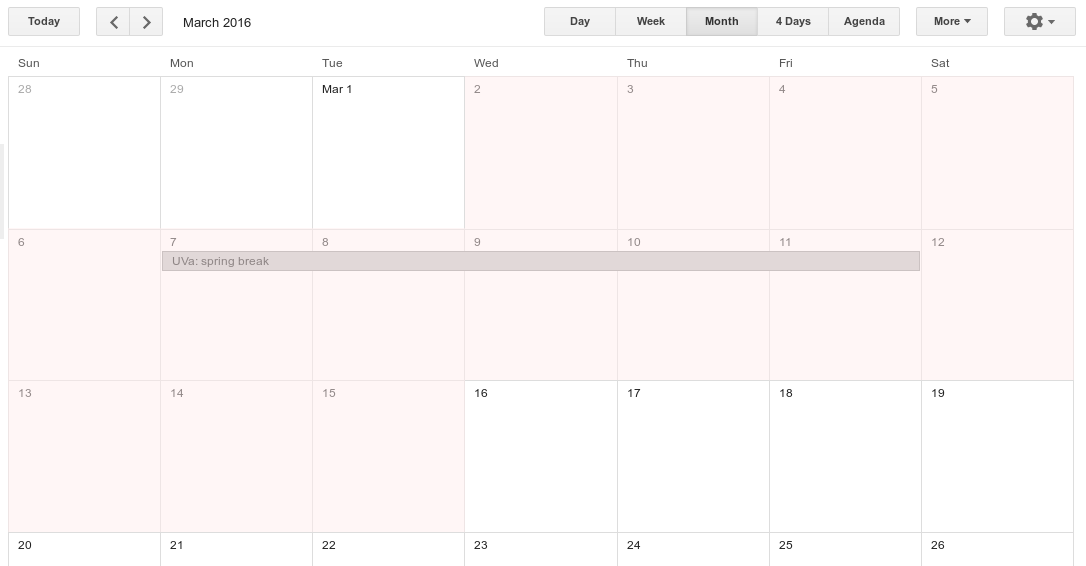 Today March 2016 Day Week Month 4 Days Agenda More
Sun Mon Tue Wed Thu Fri Sat
28 29 Mar 1 2 3 4 5
6 7 8 9 10 11 12
UVa: spring break
13 14 15 16 17 18 19
20 21 22 23 24 25 26